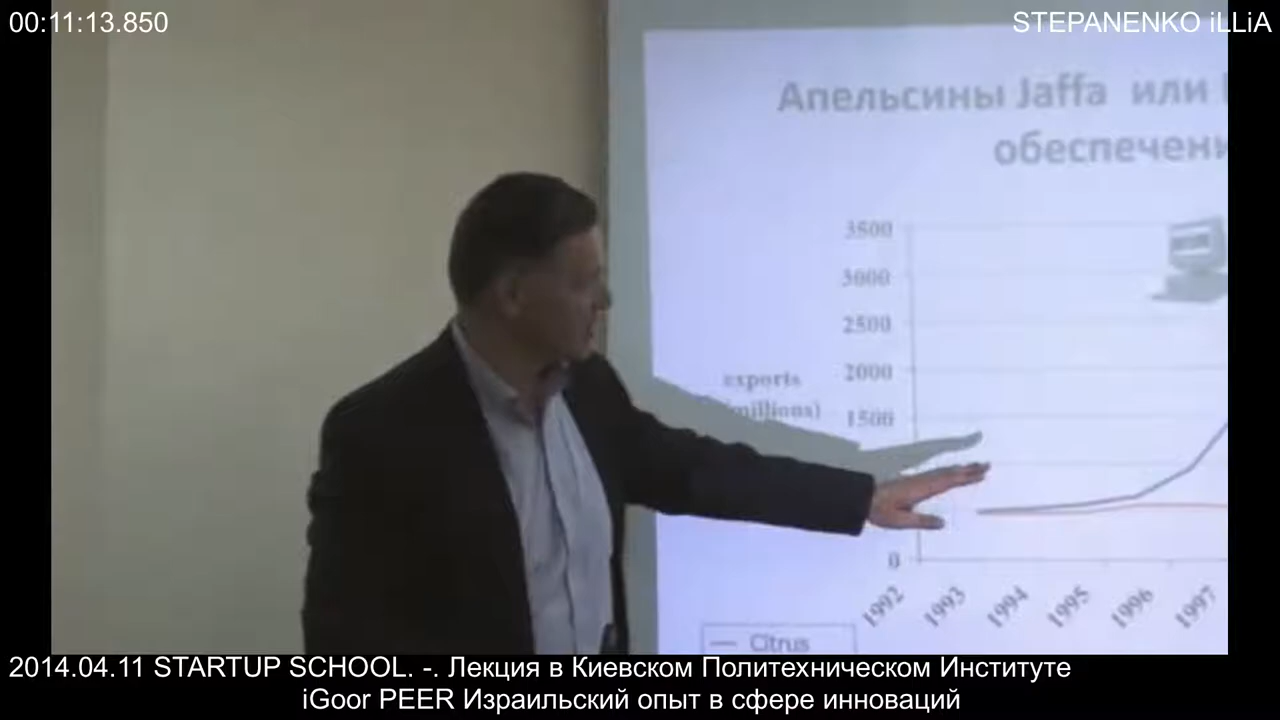 00:11:13.850
STEPANENKO iLLiA
Апельсины Jaffa или
обеспечени
3500
3000
2500
2000
exports
millions)
1500
0
1992
1993
1994
1995
1996
1997
Citrus
2014.04.11 STARTUP SCHOOL. -. Лекция в Киевском Политехническом Институте
iGoor PEER Израильский опыт в сфере инноваций